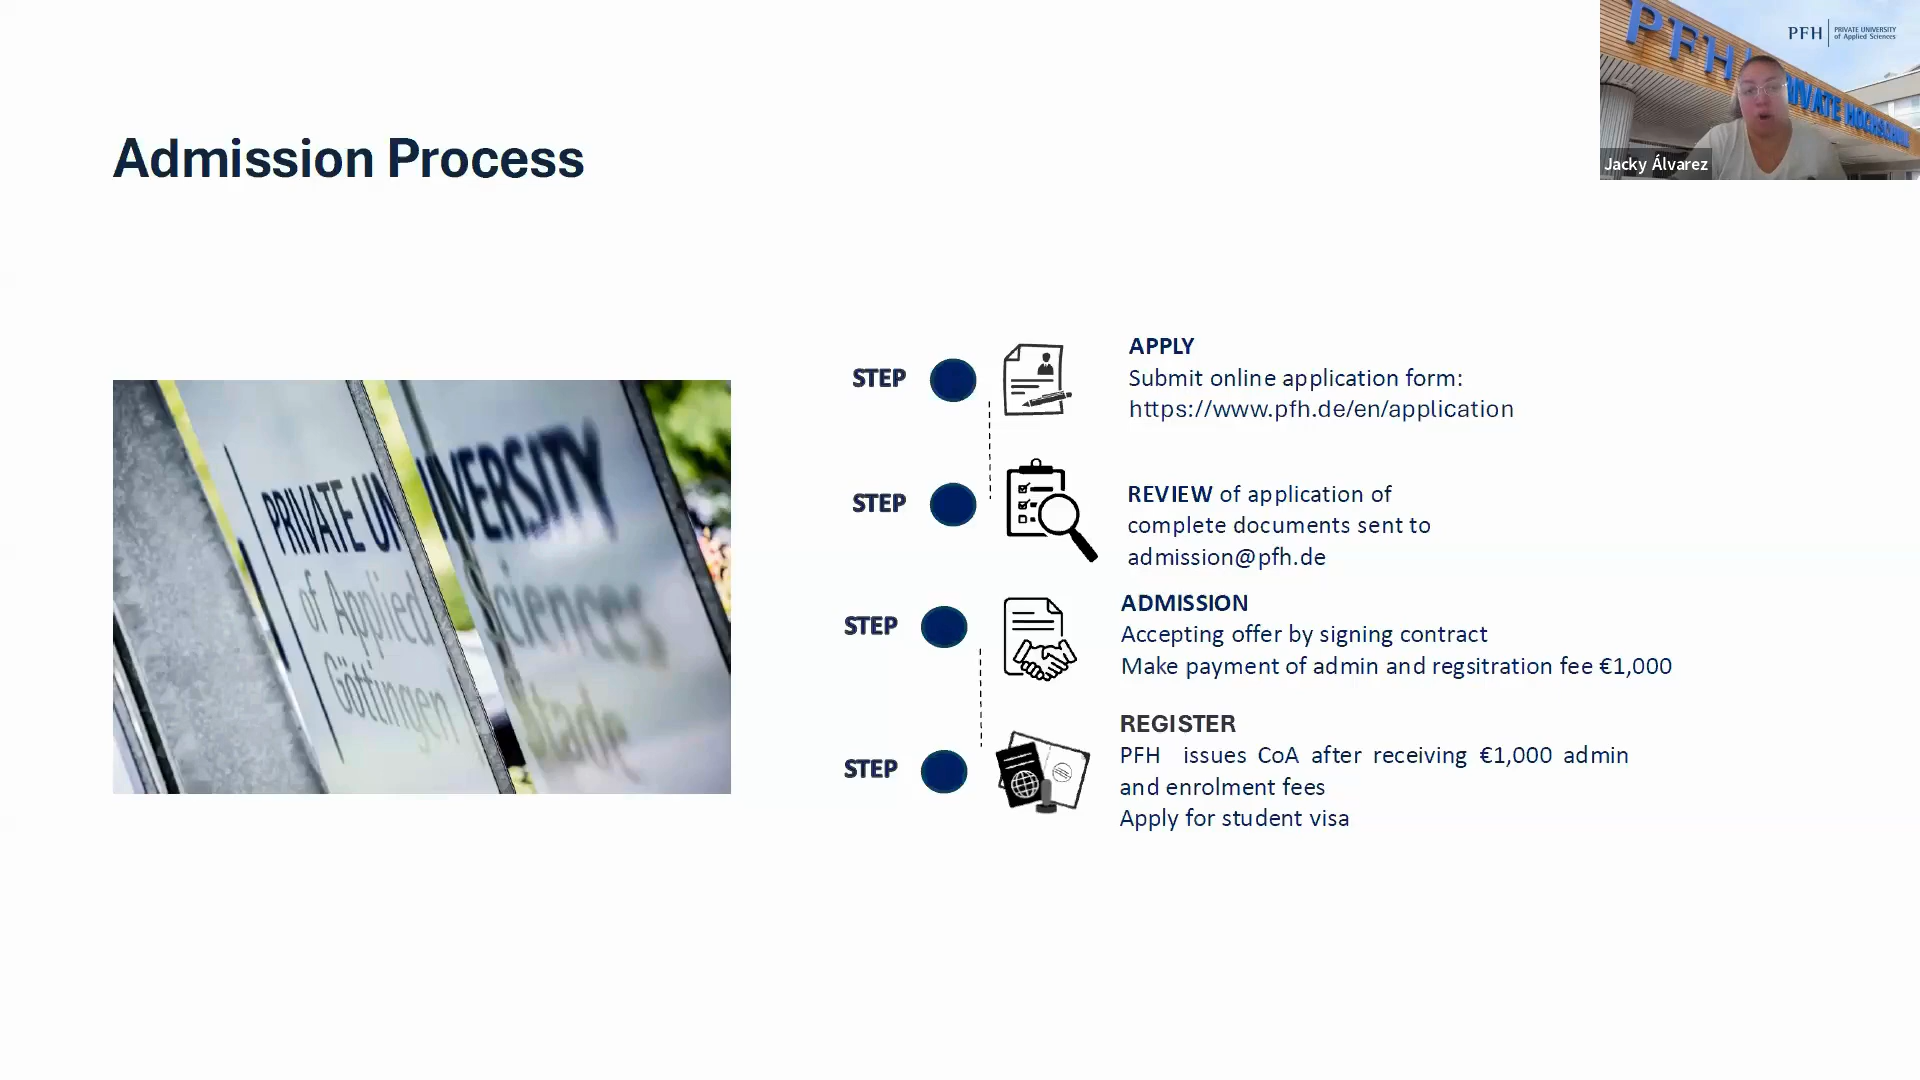 PFH PRIVATE UNIVERSITY
of Applied Sciences
PFH PRIVATE HOCHSCHULE
Jacky Álvarez
Admission Process
PRIVATE UNIVERSITY
of Applied Sciences
Göttingen Stade
STEP
APPLY
Submit online application form:
https://www.pfh.de/en/application
STEP
REVIEW of application of
complete documents sent to
admission@pfh.de
STEP
ADMISSION
Accepting offer by signing contract
Make payment of admin and regsitration fee €1,000
STEP
REGISTER
PFH issues CoA after receiving €1,000 admin
and enrolment fees
Apply for student visa